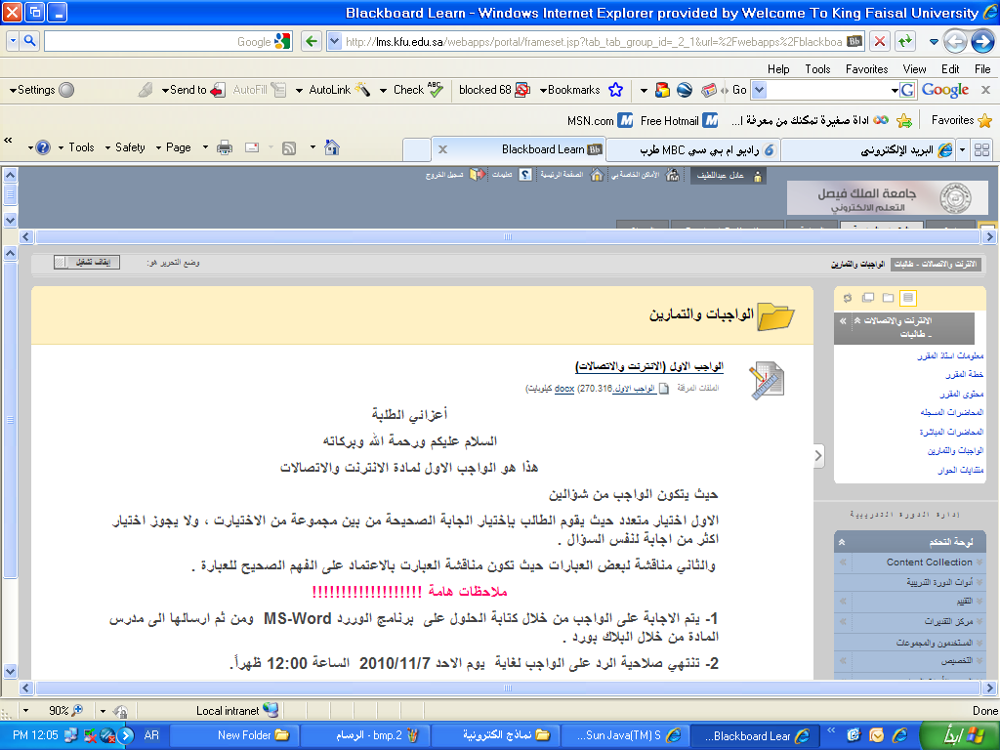 Blackboard Learn - Windows Internet Explorer provided by Welcome To King Faisal University
http://lms.kfu.edu.sa/webapps/portal/frameset.jsp?tab_tab_group_id=_2_1&url=%2Fwebapps%2Fblackboa
Google
File Edit View Favorites Tools Help
Google Go Bookmarks 68 blocked Check AutoLink AutoFill Send to Settings
Favorites اداة صغيرة تمكنك من معرفة ا... Free Hotmail MSN.com
البريد الإلكتروني
راديو ام بي سي MBC طرب
Blackboard Learn
Page Safety Tools
جامعة الملك فيصل
التعلم الالكتروني
عادل عبداللطيف الأماكن الخاصة بي الصفحة الرئيسية تعليمات تسجيل الخروج
الانترنت والاتصالات - طالبات الواجبات والتمارين
وضع التحرير هو: إيقاف تشغيل
الانترنت والاتصالات
- طالبات
معلومات استاذ المقرر
خطة المقرر
محتوى المقرر
المحاضرات المسجله
المحاضرات المباشرة
الواجبات والتمارين
منتديات الحوار
إدارة الدورة التدريبية
لوحة التحكم
Content Collection
أدوات الدورة التدريبية
التقييم
مركز التقديرات
المستخدمون والمجموعات
التخصيص
الواجبات والتمارين
الواجب الاول (الانترنت والاتصالات)
الملفات المرفقة الواجب الاول.docx (270.316 كيلوبايت)
أعزاني الطلبة
السلام عليكم ورحمة الله وبركاته
هذا هو الواجب الاول لمادة الانترنت والاتصالات
حيث يتكون الواجب من شؤالين
الاول اختيار متعدد حيث يقوم الطالب بإختيار الجابة الصحيحة من بين مجموعة من الاختيارت ، ولا يجوز اختيار
اكثر من اجابة لنفس السؤال .
والثاني مناقشة لبعض العبارات حيث تكون مناقشة العبارت بالاعتماد على الفهم الصحيح للعبارة .
ملاحظات هامة !!!!!!!!!!!!!!!!!!!
1- يتم الاجابة على الواجب من خلال كتابة الحلول على برنامج الوررد MS-Word ومن ثم ارسالها الى مدرس
المادة من خلال البلاك بورد .
2- تنتهي صلاحية الرد على الواجب لغاية يوم الاحد 2010/11/7 الساعة 12:00 ظهراً.
Done Local intranet 90%
ابدأ
Blackboard Lear...
Sun Java(TM) S...
نماذج الكترونية
bmp.2 - الرسام
New Folder
AR
12:05 PM